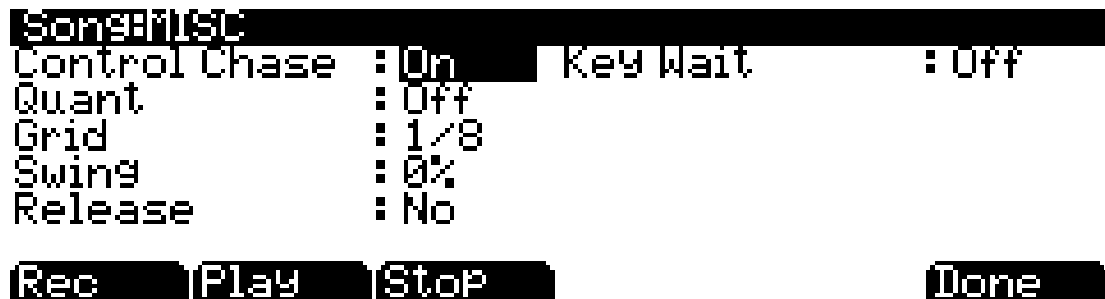 Song:MISC
Control Chase :On Key Wait :Off
Quant :Off
Grid :1/8
Swing :0%
Release :No
Rec Play Stop Done